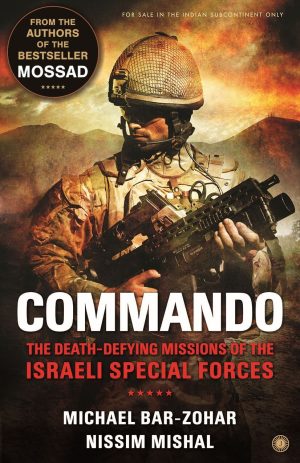 FOR SALE IN THE INDIAN SUBCONTINENT ONLY
FROM THE
AUTHORS
OF THE
BESTSELLER
MOSSAD
COMMANDO
THE DEATH-DEFYING MISSIONS OF THE
ISRAELI SPECIAL FORCES
MICHAEL BAR-ZOHAR
NISSIM MISHAL